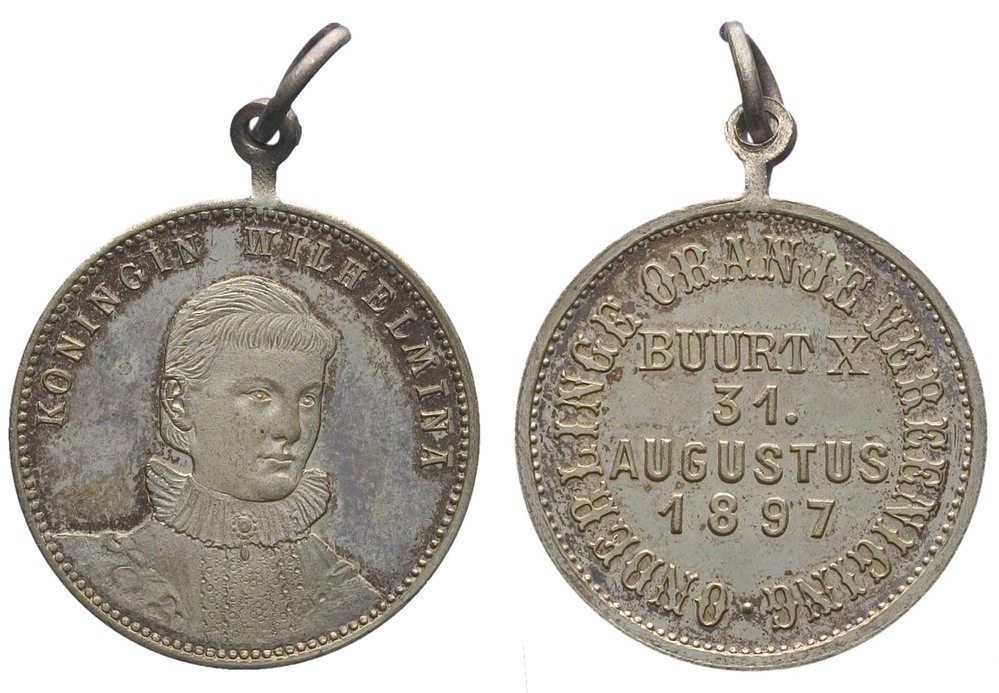 KONINGIN WILHELMINA
ONDERLINGE ORANJE VEREENIGING
BUURT X
31.
AUGUSTUS
1897